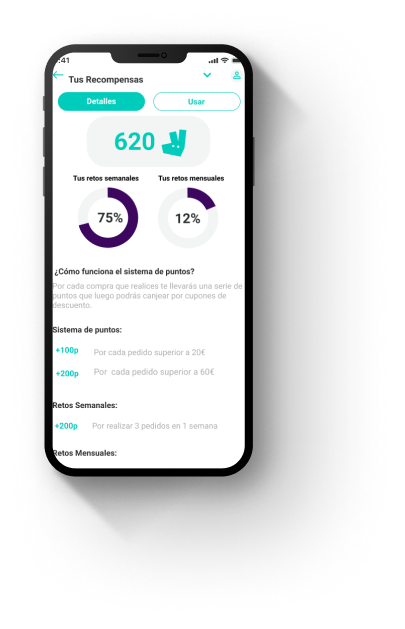 :41
Tus Recompensas
Detalles
Usar
620
Tus retos semanales
Tus retos mensuales
75%
12%
¿Cómo funciona el sistema de puntos?
Por cada compra que realices te llevarás una serie de
puntos que luego podrás canjear por cupones de
descuento.
Sistema de puntos:
+100p Por cada pedido superior a 20€
+200p Por cada pedido superior a 60€
Retos Semanales:
+200p Por realizar 3 pedidos en 1 semana
Retos Mensuales: